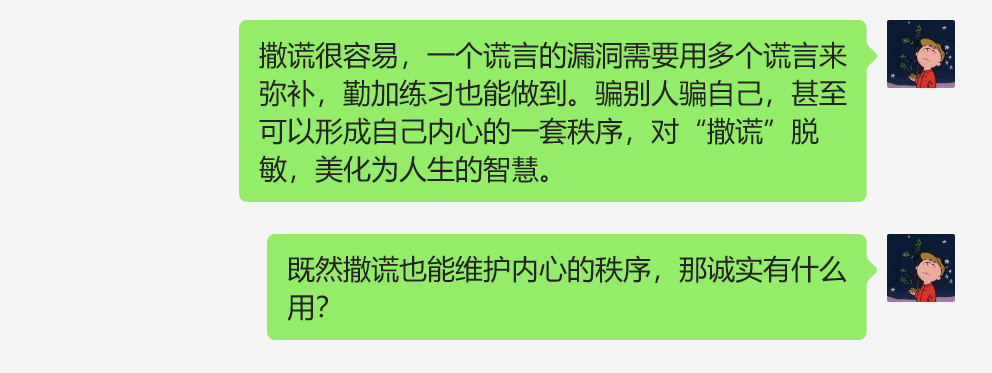 撒谎很容易，一个谎言的漏洞需要用多个谎言来
弥补，勤加练习也能做到。骗别人骗自己，甚至
可以形成自己内心的一套秩序，对“撒谎”脱
敏，美化为人生的智慧。
既然撒谎也能维护内心的秩序，那诚实有什么
用？